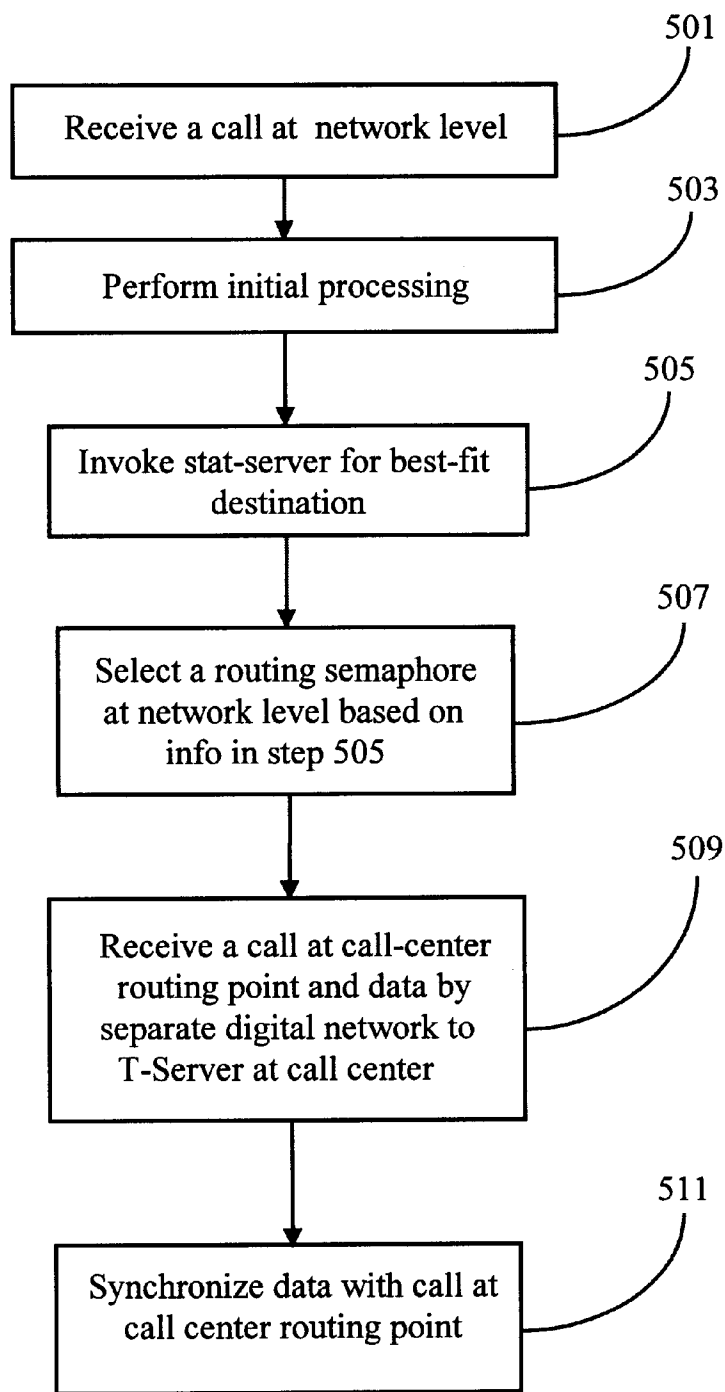 501
Receive a call at network level
503
Perform initial processing
505
Invoke stat-server for best-fit
destination
507
Select a routing semaphore
at network level based on
info in step 505
509
Receive a call at call-center
routing point and data by
separate digital network to
T-Server at call center
511
Synchronize data with call at
call center routing point